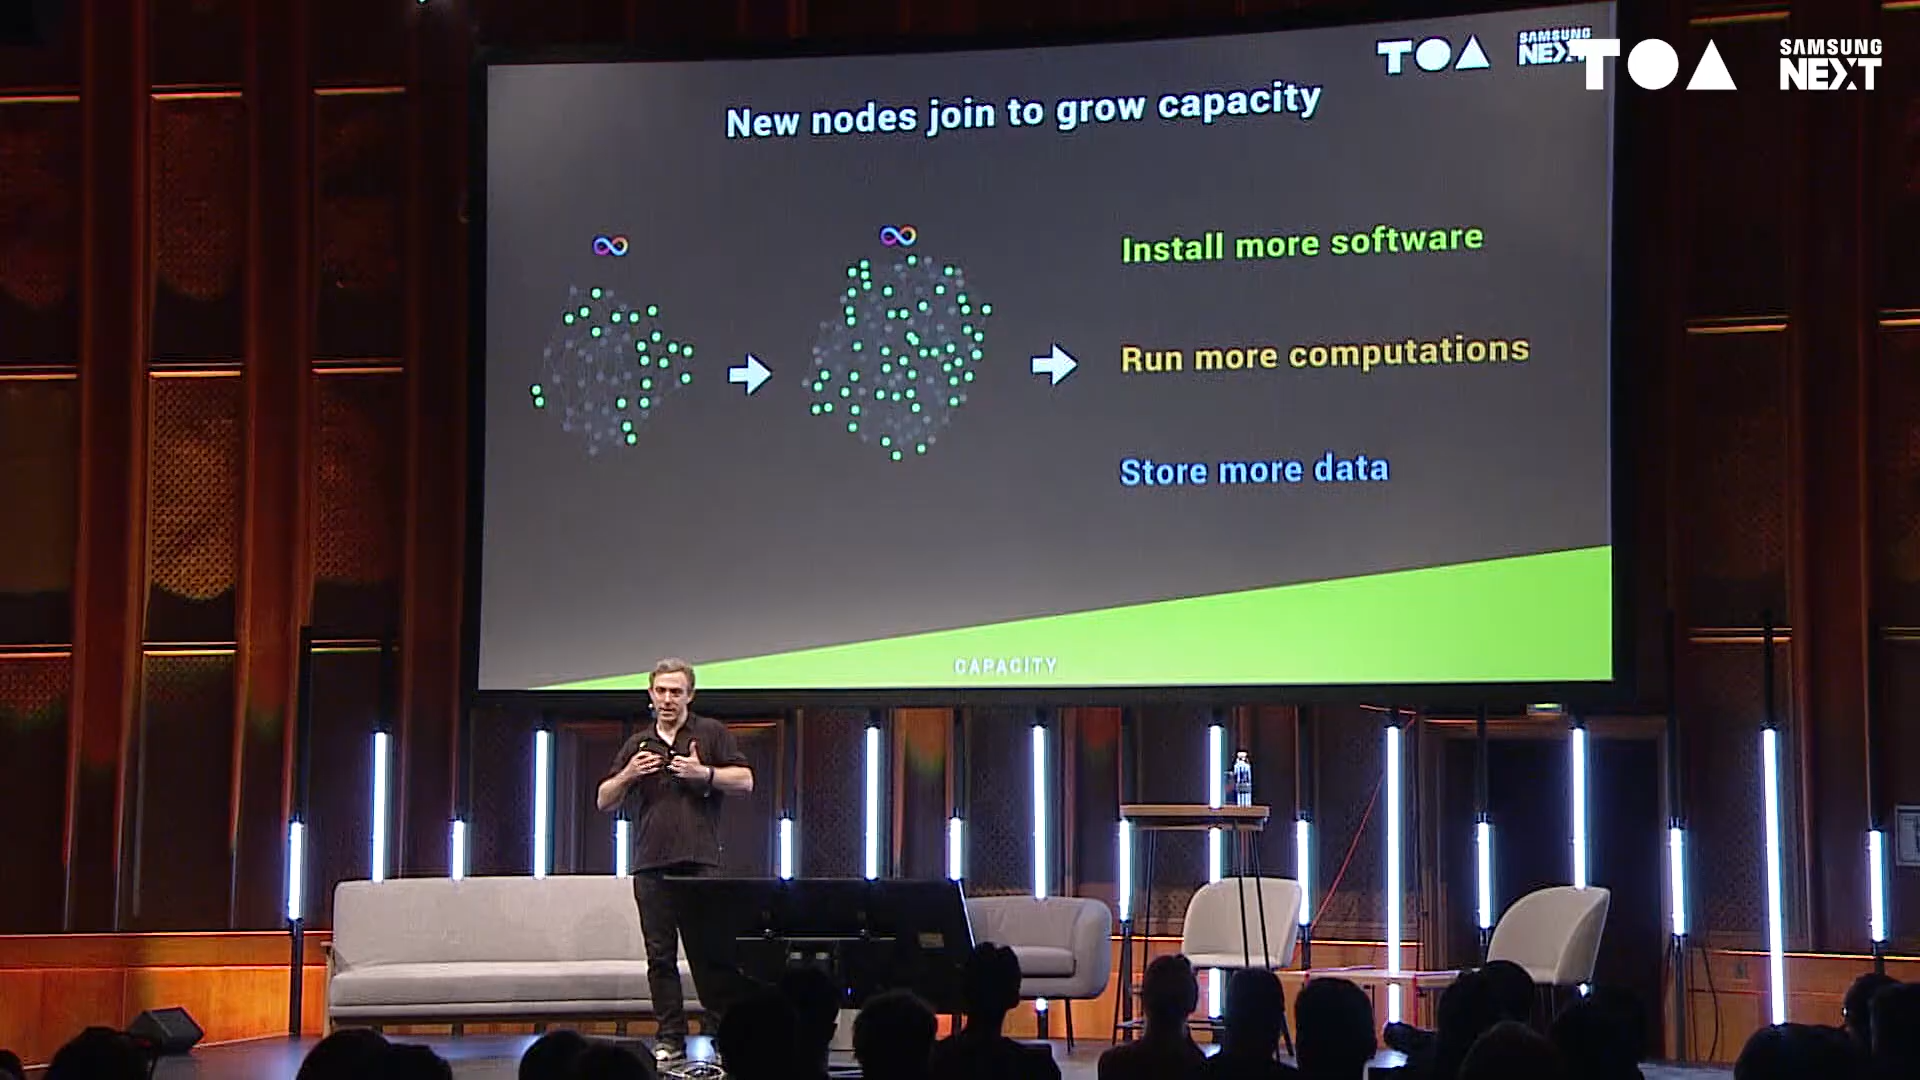 TOA
SAMSUNG
NEXT
TOA
SAMSUNG
NEXT
New nodes join to grow capacity
Install more software
Run more computations
Store more data
CAPACITY